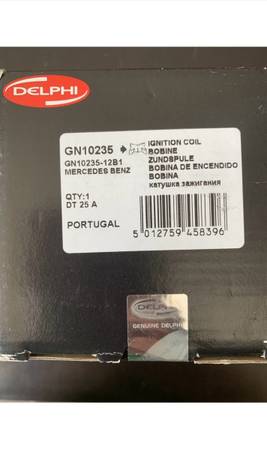 DELPHI
GN10235
GN10235-12B1
MERCEDES BENZ
QTY:1
DT 25 A
PORTUGAL
IGNITION COIL
BOBINE
ZUNDSPULE
BOBINA DE ENCENDIDO
BOBINA
катушка зажигания
5 012759 458396
DELPHI
GENUINE DELPHI